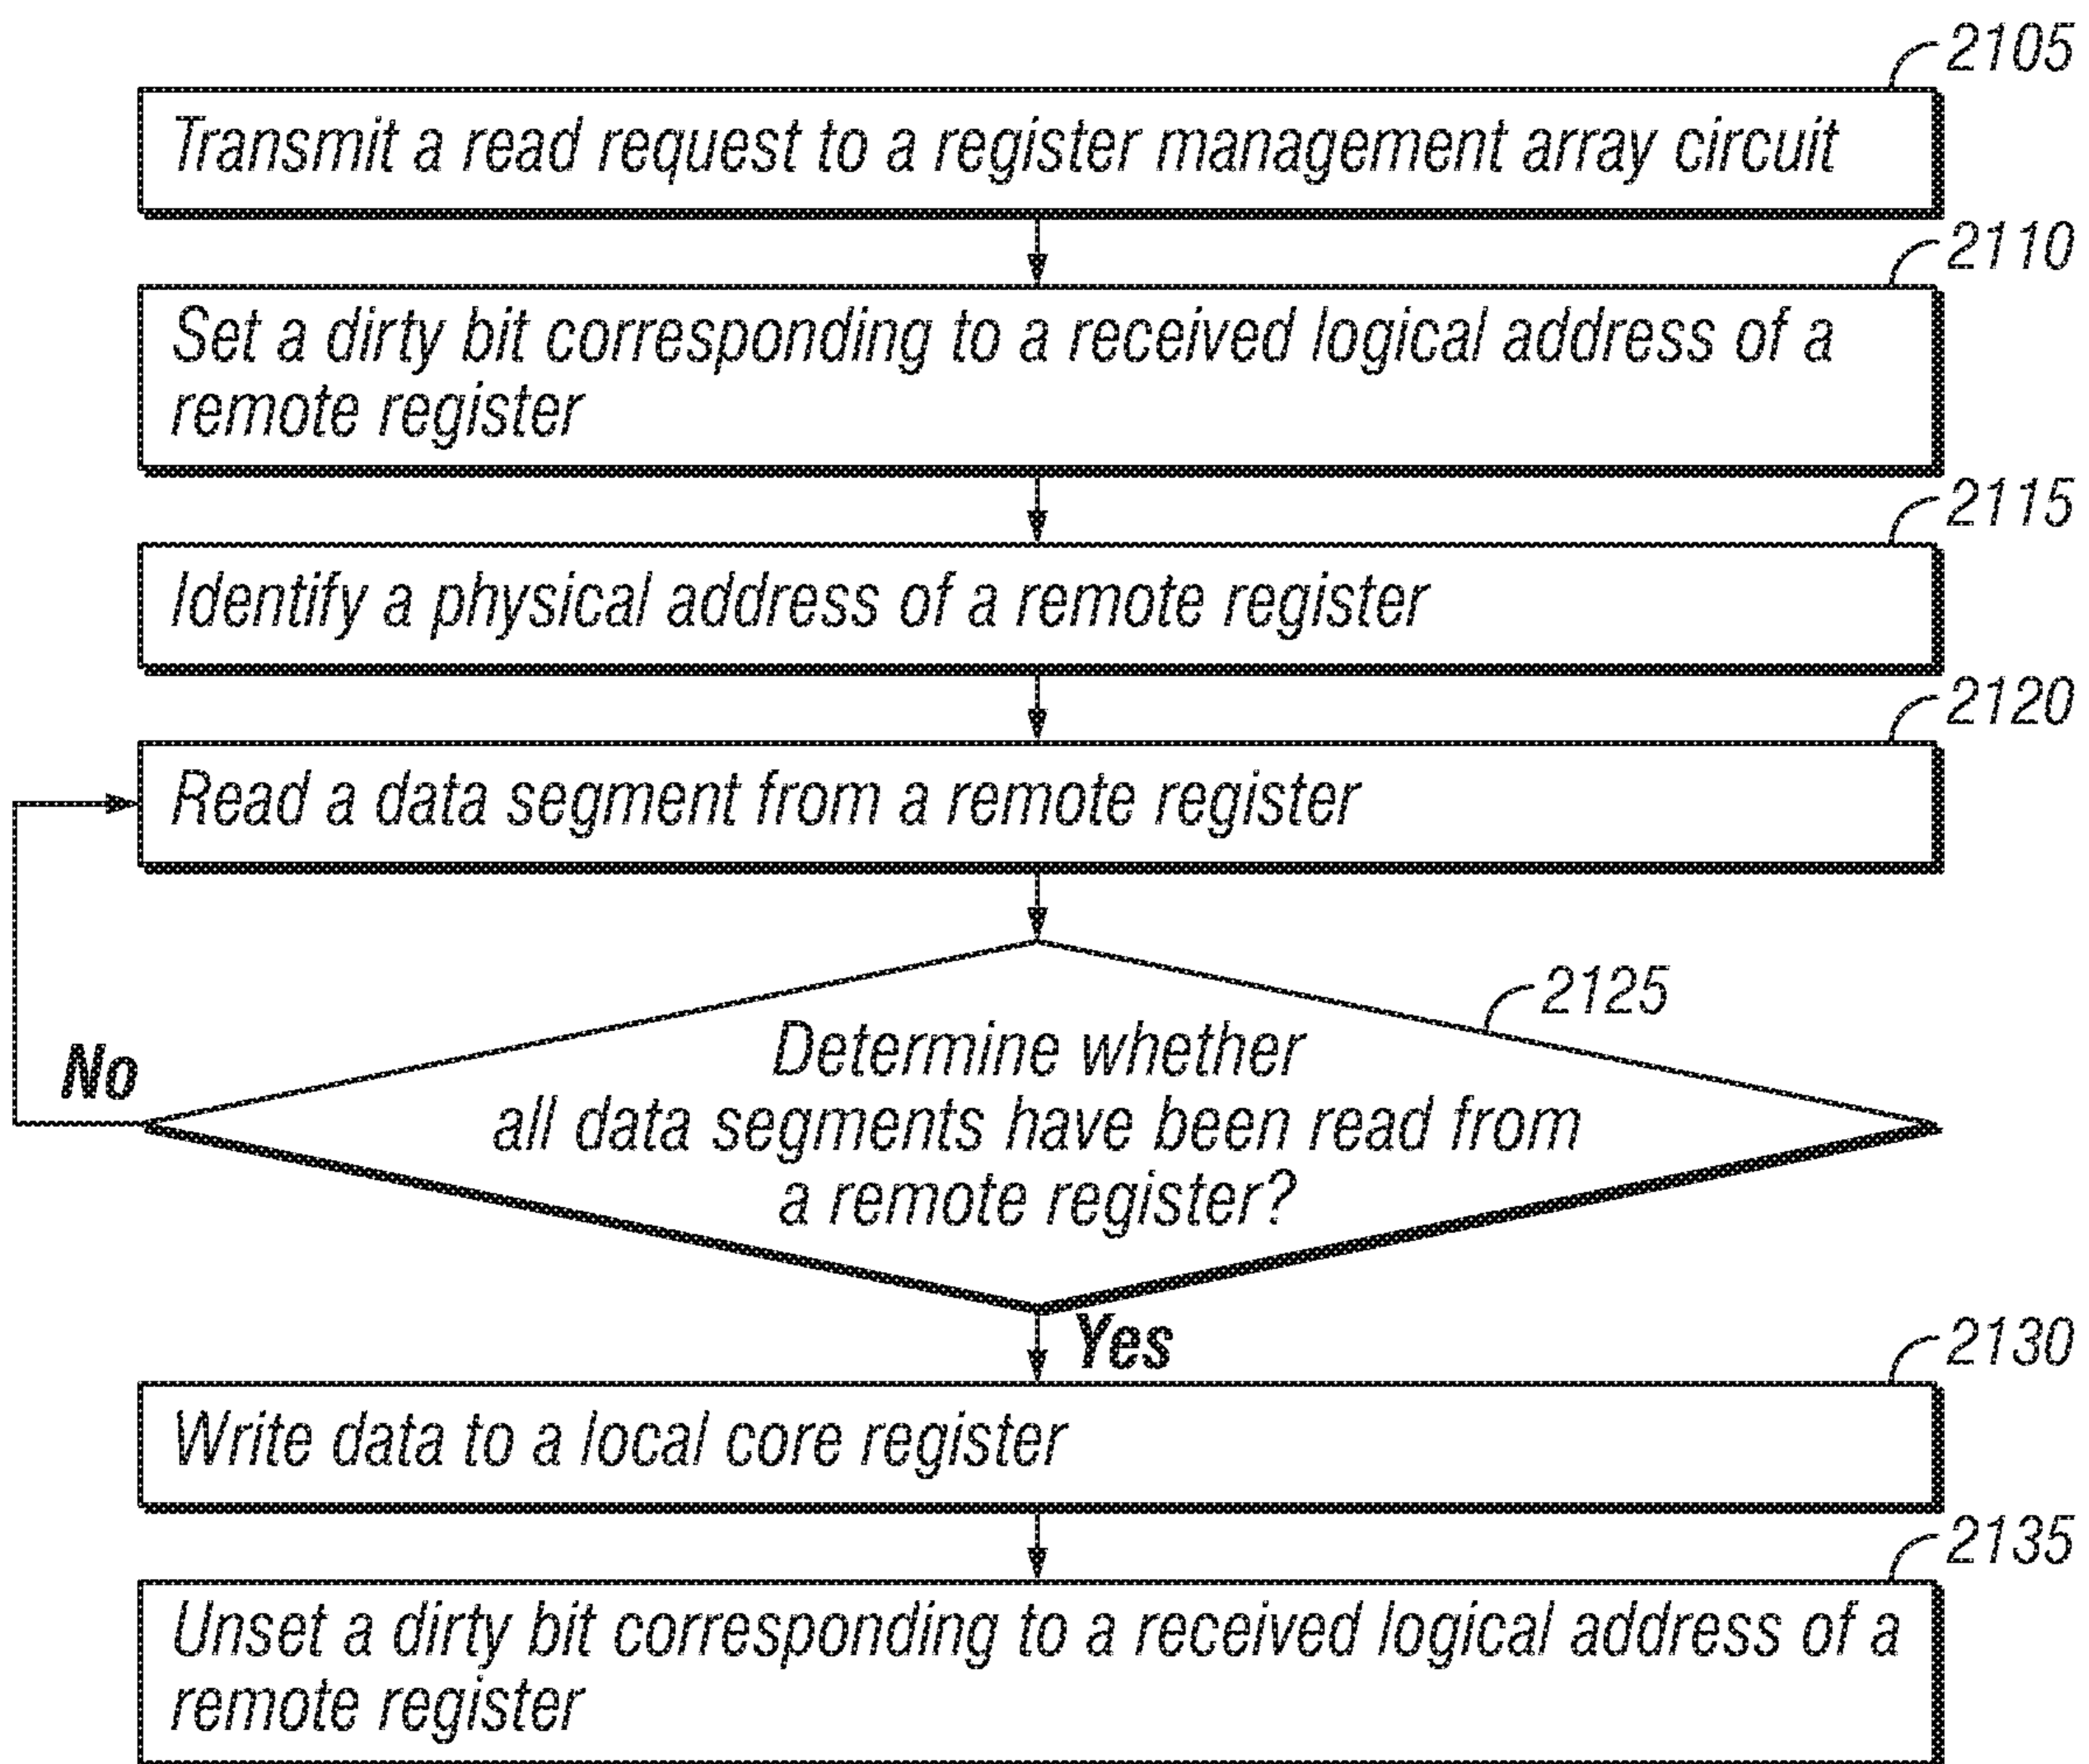 2105
Transmit a read request to a register management array circuit
2110
Set a dirty bit corresponding to a received logical address of a
remote register
2115
Identify a physical address of a remote register
2120
Read a data segment from a remote register
2125
Determine whether
all data segments have been read from
a remote register?
No
Yes
2130
Write data to a local core register
2135
Unset a dirty bit corresponding to a received logical address of a
remote register